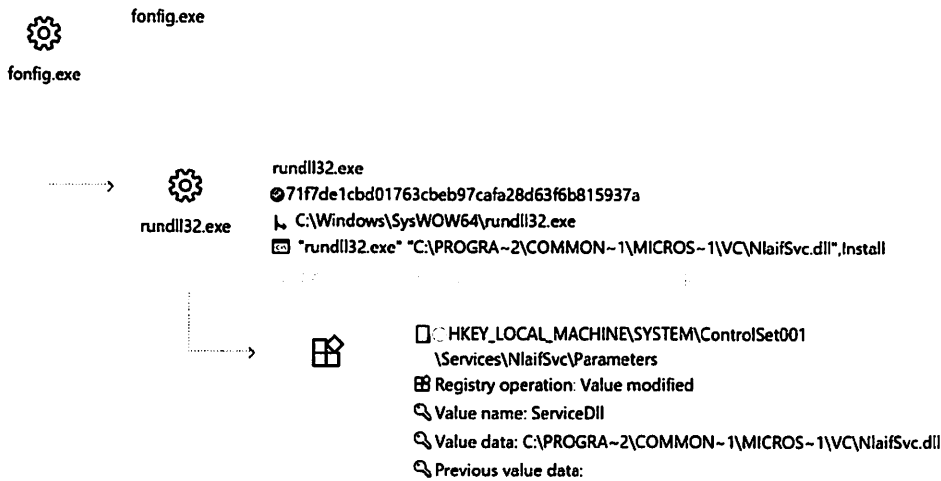 fonfig.exe
fonfig.exe
rundll32.exe
71f7de1cbd01763cbeb97cafa28d63f6b815937a
C:\Windows\SysWOW64\rundll32.exe
rundll32.exe
"rundll32.exe" "C:\PROGRA~2\COMMON~1\MICROS~1\VC\NlaifSvc.dll",Install
HKEY_LOCAL_MACHINE\SYSTEM\ControlSet001
\Services\NlaifSvc\Parameters
Registry operation: Value modified
Value name: ServiceDll
Value data: C:\PROGRA~2\COMMON~1\MICROS~1\VC\NlaifSvc.dll
Previous value data: